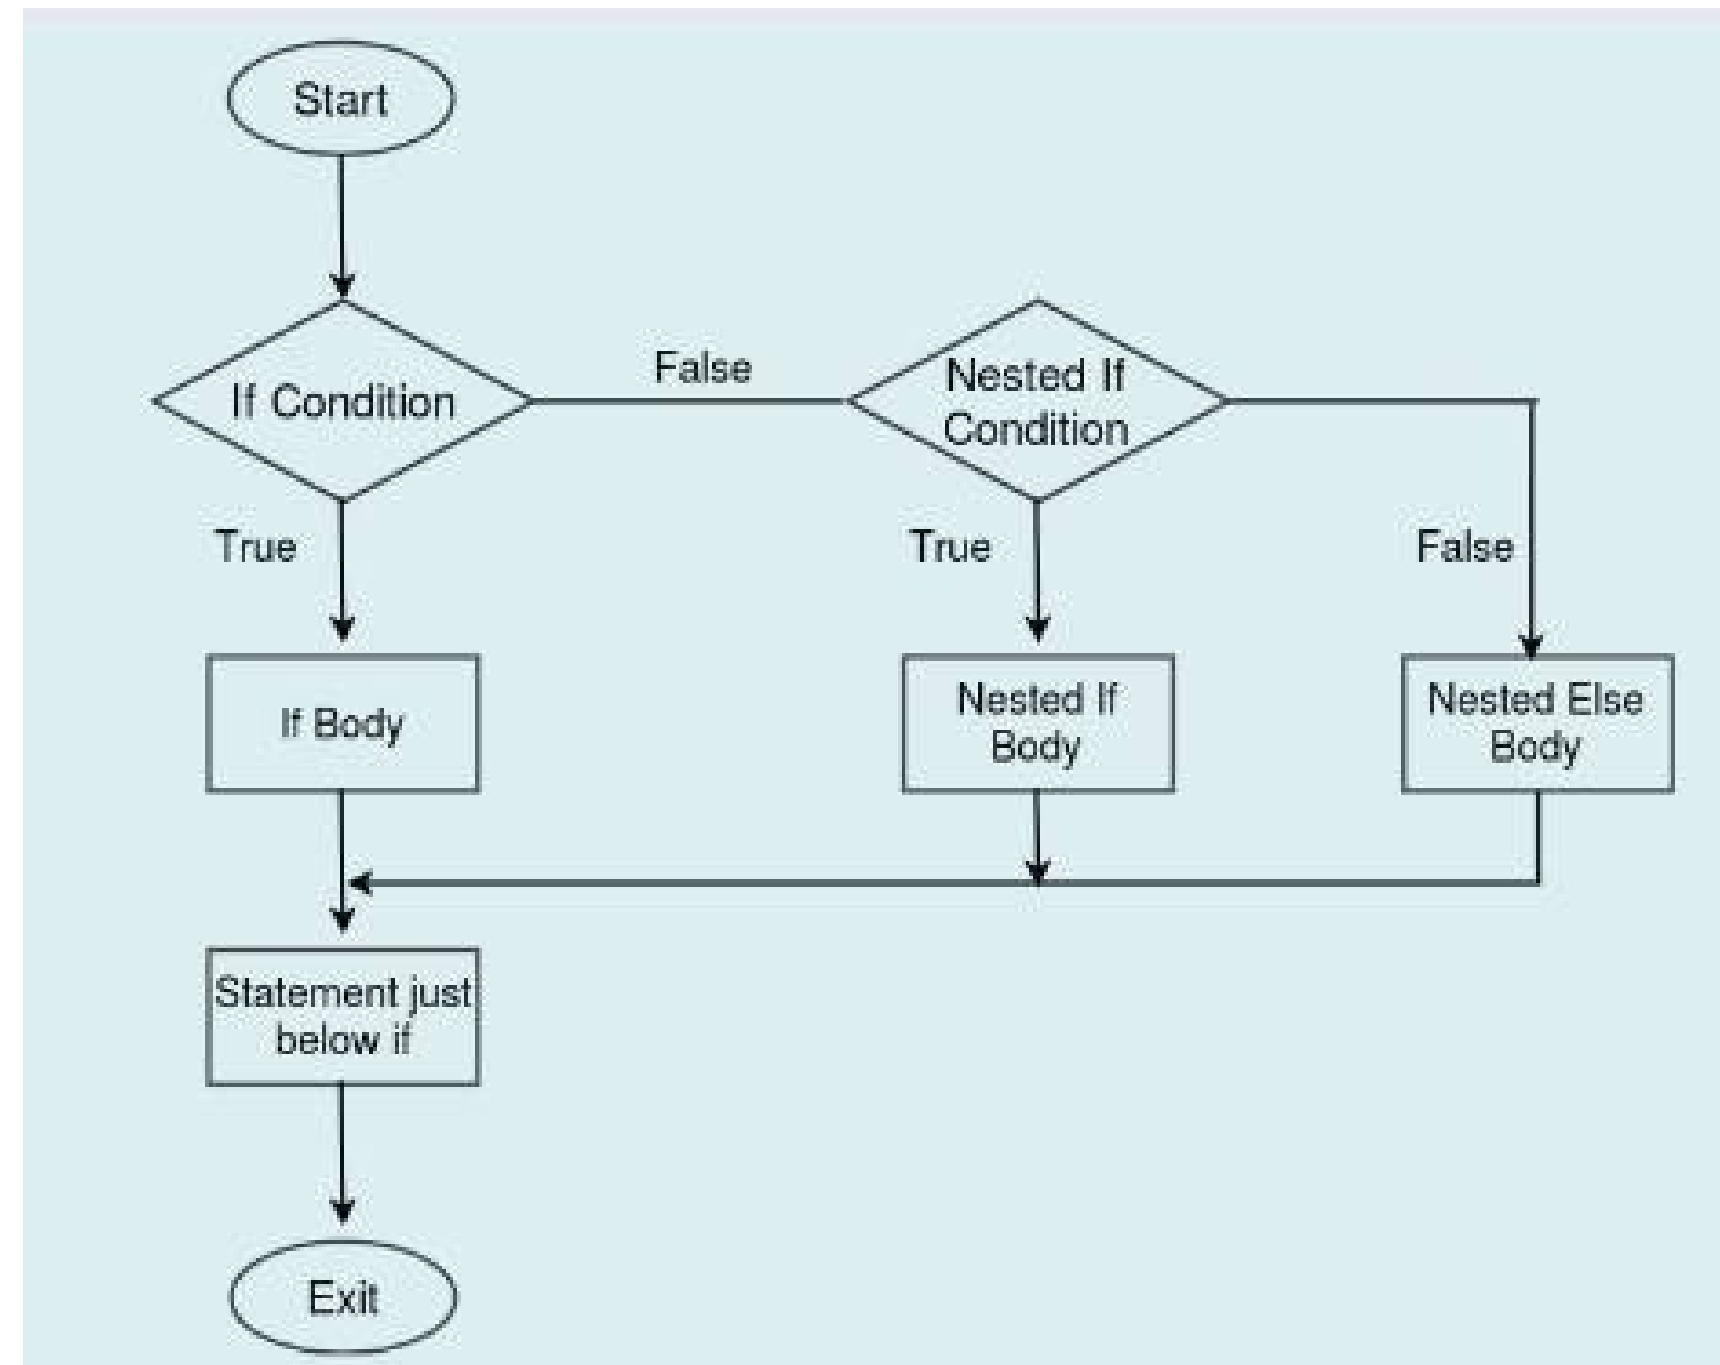 Start
If Condition
False
Nested If
Condition
True
True
False
If Body
Nested If
Body
Nested Else
Body
Statement just
below if
Exit